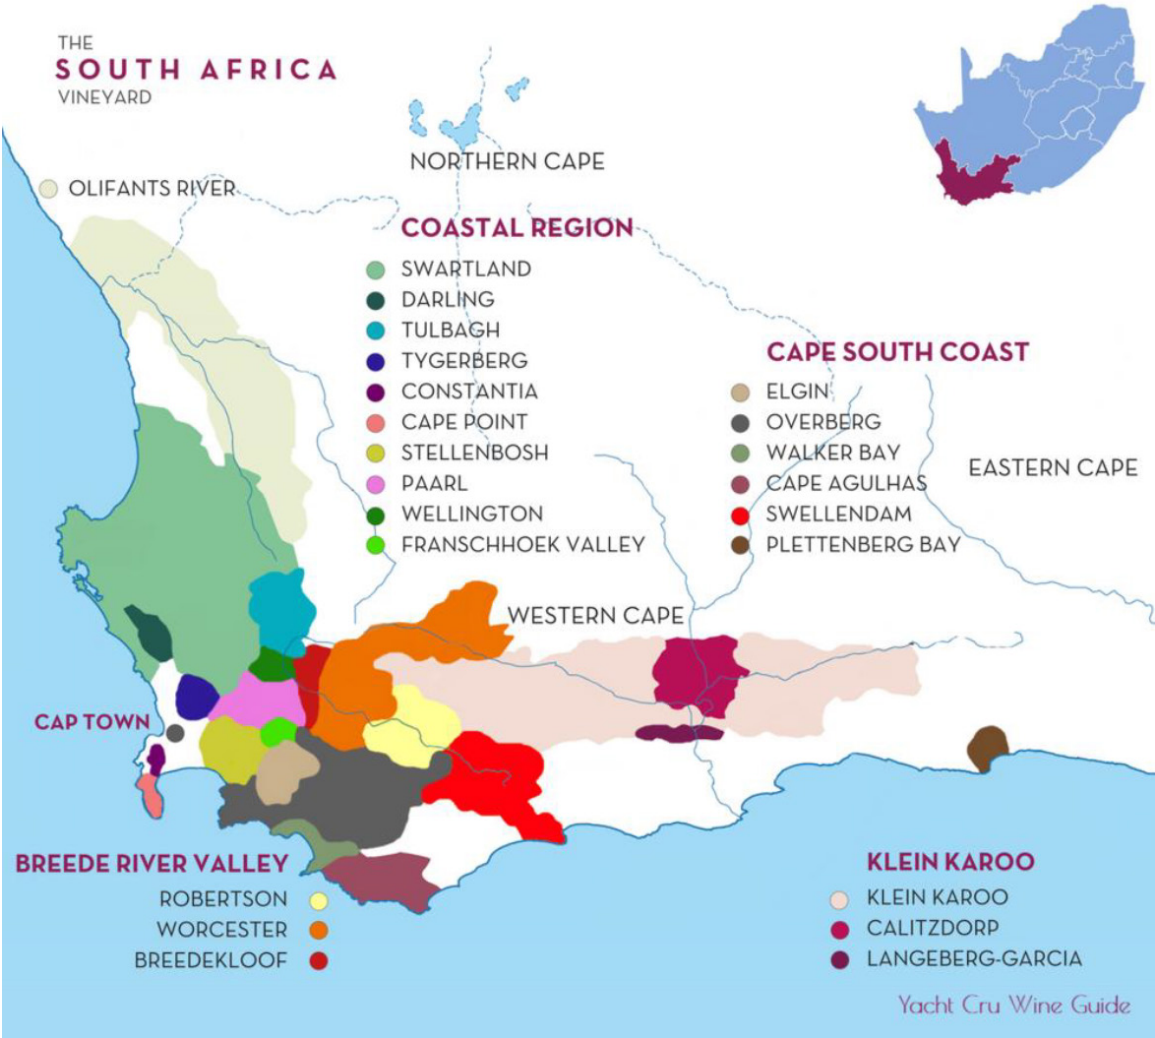 THE
SOUTH AFRICA
VINEYARD
NORTHERN CAPE
OLIFANTS RIVER
COASTAL REGION
SWARTLAND
DARLING
TULBAGH
TYGERBERG
CONSTANTIA
CAPE POINT
STELLENBOSH
PAARL
WELLINGTON
FRANSCHHOEK VALLEY
CAPE SOUTH COAST
ELGIN
OVERBERG
WALKER BAY
CAPE AGULHAS
SWELLENDAM
PLETTENBERG BAY
EASTERN CAPE
WESTERN CAPE
CAP TOWN
BREEDE RIVER VALLEY
ROBERTSON
WORCESTER
BREEDEKLOOF
KLEIN KAROO
KLEIN KAROO
CALITZDORP
LANGEBERG-GARCIA
Yacht Cru Wine Guide